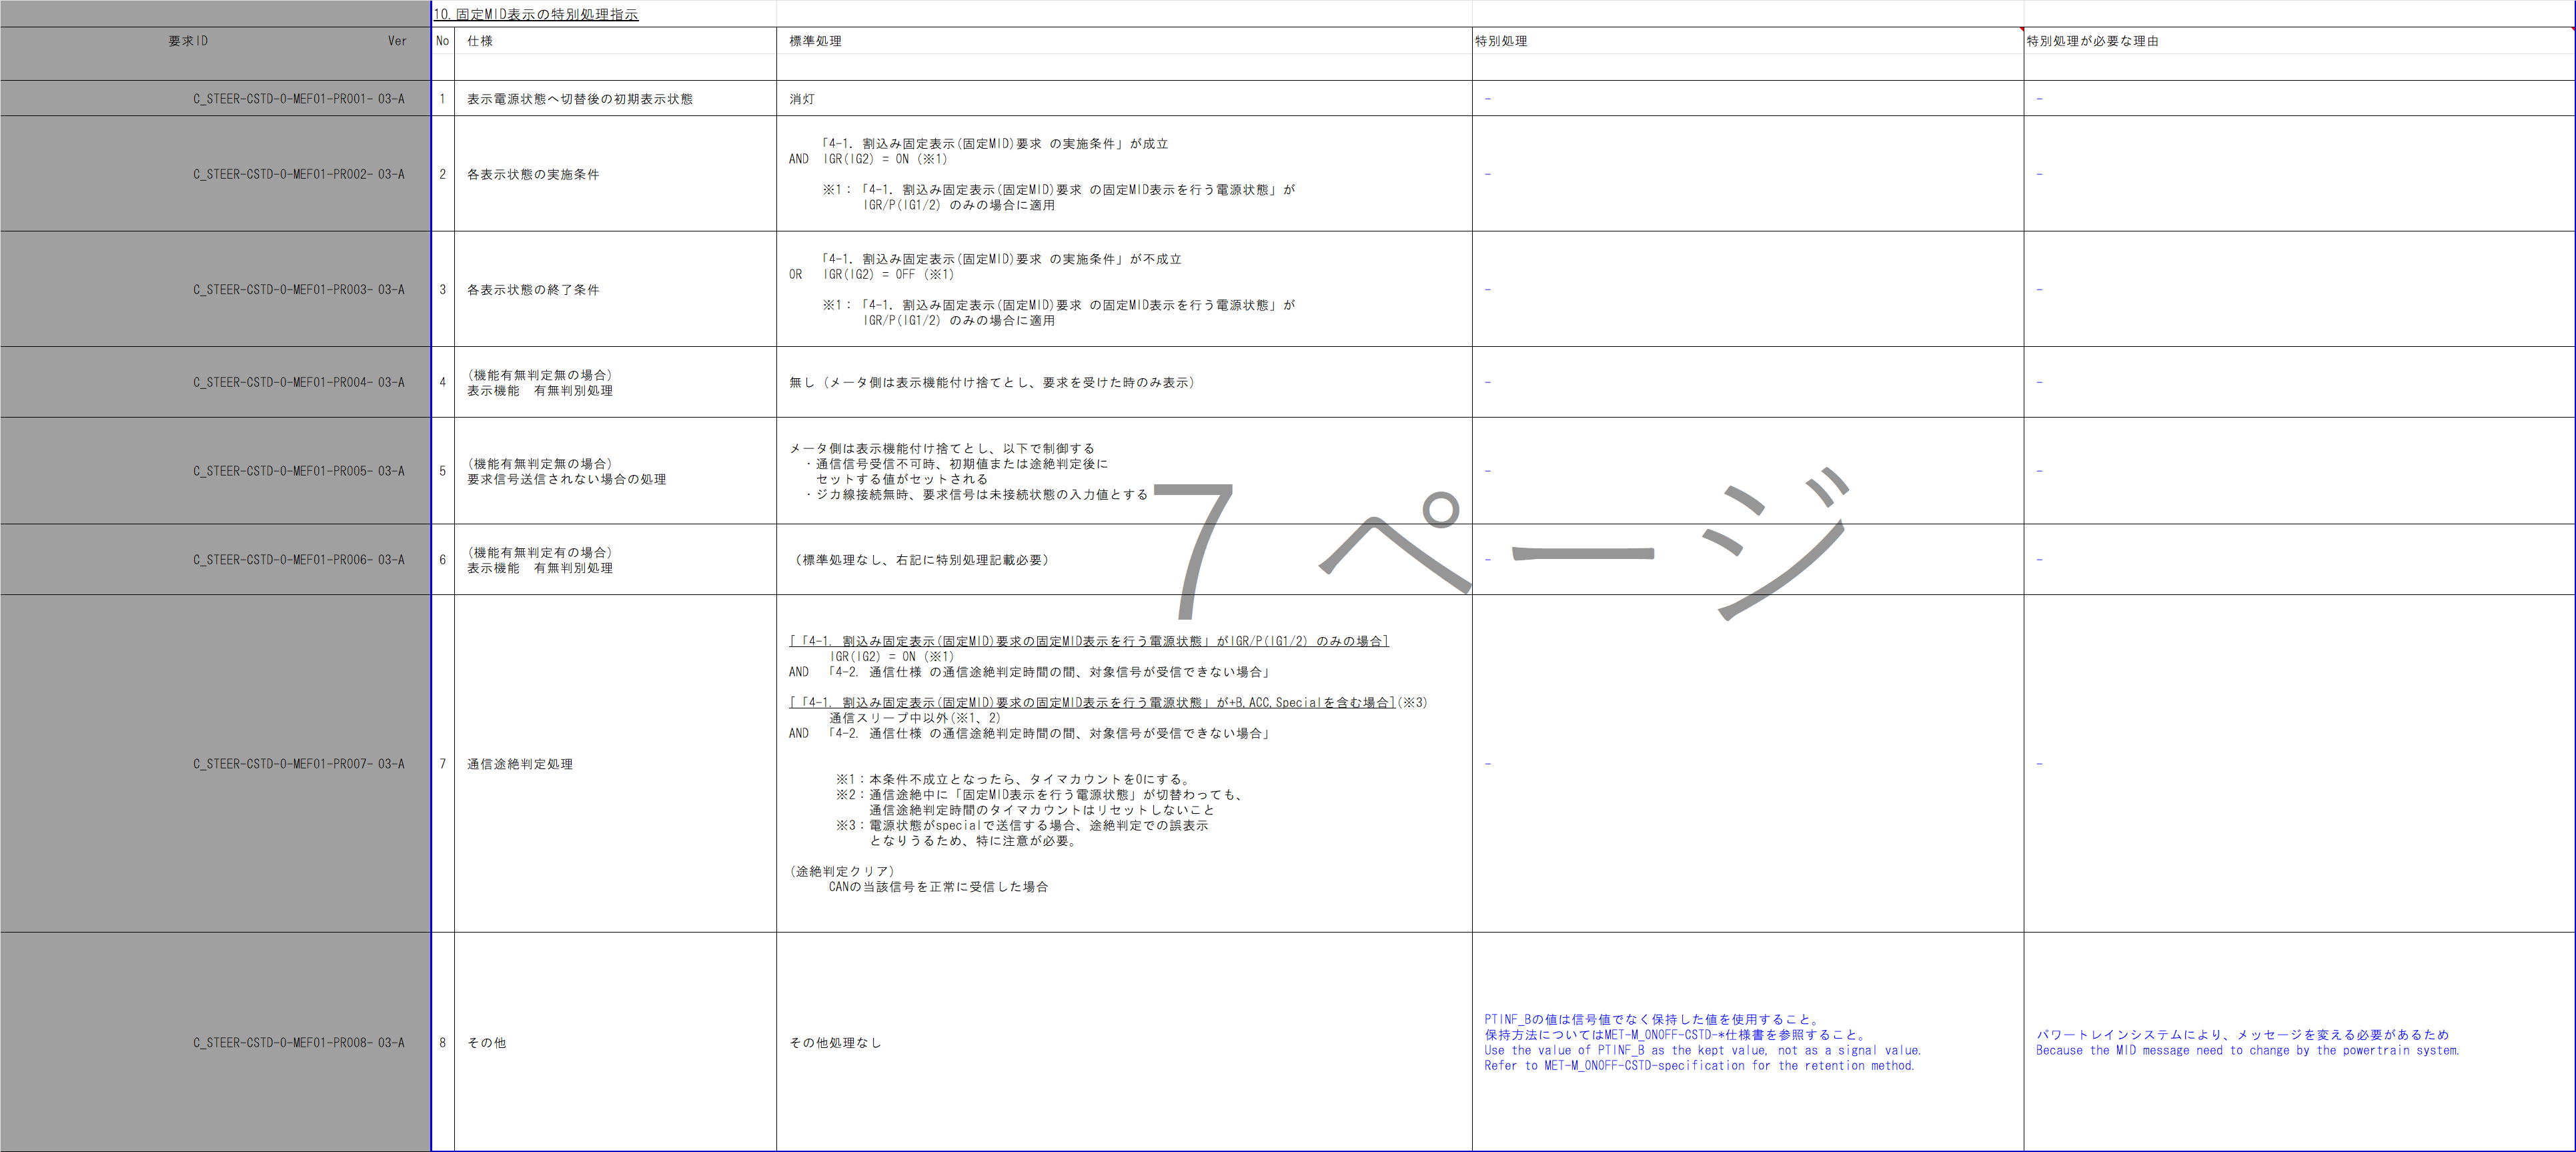 10.固定MID表示の特別処理指示
要求ID Ver No 仕様 標準処理 特別処理 特別処理が必要な理由
C_STEER-CSTD-0-MEF01-PR001- 03-A 1 表示電源状態へ切替後の初期表示状態 消灯 - -
C_STEER-CSTD-0-MEF01-PR002- 03-A 2 各表示状態の実施条件
「4-1. 割込み固定表示(固定MID)要求 の実施条件」が成立
AND IGR(IG2) = ON (※1)
※1：「4-1. 割込み固定表示(固定MID)要求 の固定MID表示を行う電源状態」が
IGR/P(IG1/2) のみの場合に適用
- -
C_STEER-CSTD-0-MEF01-PR003- 03-A 3 各表示状態の終了条件
「4-1. 割込み固定表示(固定MID)要求 の実施条件」が不成立
OR IGR(IG2) = OFF (※1)
※1：「4-1. 割込み固定表示(固定MID)要求 の固定MID表示を行う電源状態」が
IGR/P(IG1/2) のみの場合に適用
- -
C_STEER-CSTD-0-MEF01-PR004- 03-A 4
(機能有無判定無の場合)
表示機能　有無判別処理
無し（メータ側は表示機能付け捨てとし、要求を受けた時のみ表示）
- -
C_STEER-CSTD-0-MEF01-PR005- 03-A 5
(機能有無判定無の場合)
要求信号送信されない場合の処理
メータ側は表示機能付け捨てとし、以下で制御する
・通信信号受信不可時、初期値または途絶判定後に
セットする値がセットされる
・ジカ線接続無時、要求信号は未接続状態の入力値とする
- -
C_STEER-CSTD-0-MEF01-PR006- 03-A 6
(機能有無判定有の場合)
表示機能　有無判別処理
（標準処理なし、右記に特別処理記載必要）
- -
7 ページ
C_STEER-CSTD-0-MEF01-PR007- 03-A 7 通信途絶判定処理
[「4-1. 割込み固定表示(固定MID)要求の固定MID表示を行う電源状態」がIGR/P(IG1/2) のみの場合]
IGR(IG2) = ON (※1)
AND 「4-2. 通信仕様 の通信途絶判定時間の間、対象信号が受信できない場合」
[「4-1. 割込み固定表示(固定MID)要求の固定MID表示を行う電源状態」が+B,ACC,Specialを含む場合](※3)
通信スリープ中以外(※1、2)
AND 「4-2. 通信仕様 の通信途絶判定時間の間、対象信号が受信できない場合」
※1：本条件不成立となったら、タイマカウントを0にする。
※2：通信途絶中に「固定MID表示を行う電源状態」が切替わっても、
通信途絶判定時間のタイマカウントはリセットしないこと
※3：電源状態がspecialで送信する場合、途絶判定での誤表示
となりうるため、特に注意が必要。
(途絶判定クリア)
CANの当該信号を正常に受信した場合
- -
C_STEER-CSTD-0-MEF01-PR008- 03-A 8 その他 その他処理なし
PTINF_Bの値は信号値でなく保持した値を使用すること。
保持方法についてはMET-M_ONOFF-CSTD-*仕様書を参照すること。
Use the value of PTINF_B as the kept value, not as a signal value.
Refer to MET-M_ONOFF-CSTD-specification for the retention method.
パワートレインシステムにより、メッセージを変える必要があるため
Because the MID message need to change by the powertrain system.